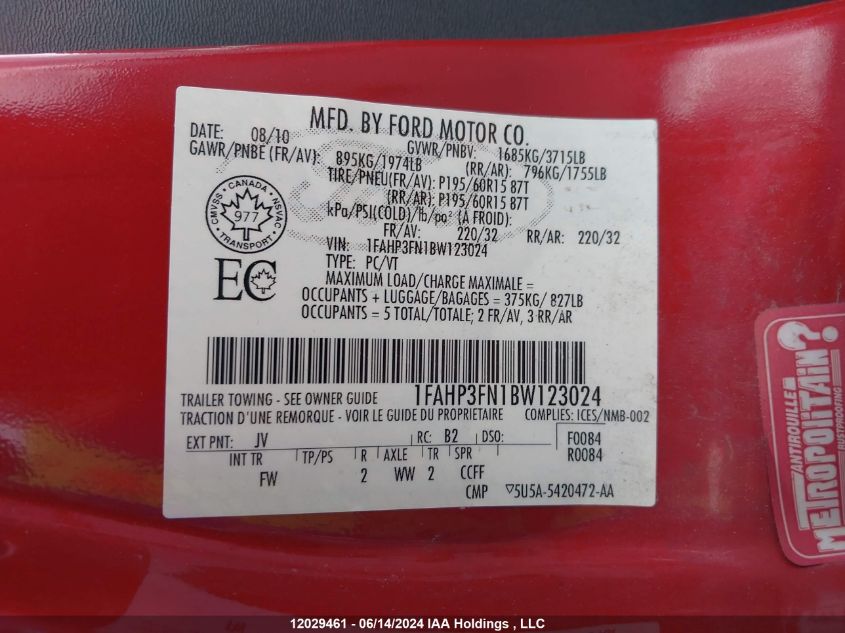 MFD. BY FORD MOTOR CO.
DATE: 08/10 GVWR/PNBV: 1685KG/3715LB
GAWR/PNBE (FR/AV): 895KG/1974LB (RR/AR): 796KG/1755LB
TIRE/PNEU(FR/AV): P195/60R15 87T
(RR/AR): P195/60R15 87T
kPa/PSI(COLD)/lb/po² (A FROID):
FR/AV: 220/32 RR/AR: 220/32
VIN: 1FAHP3FN1BW123024
TYPE: PC/VT
MAXIMUM LOAD/CHARGE MAXIMALE =
OCCUPANTS + LUGGAGE/BAGAGES = 375KG/ 827LB
OCCUPANTS = 5 TOTAL/TOTALE; 2 FR/AV, 3 RR/AR
CANADA
CMVSS 977 NSVAC
TRANSPORT
EC
TRAILER TOWING - SEE OWNER GUIDE 1FAHP3FN1BW123024
TRACTION D'UNE REMORQUE - VOIR LE GUIDE DU PROPRIETAIRE COMPLIES: ICES/NMB-002
EXT PNT: JV RC: B2 DSO: F0084
INT TR TP/PS R AXLE TR SPR R0084
FW 2 WW 2 CCFF
CMP ▽5U5A-5420472-AA
ANTIROUILLE
METROPOLITAIN?
RUSTPROOFING
12029461 - 06/14/2024 IAA Holdings , LLC